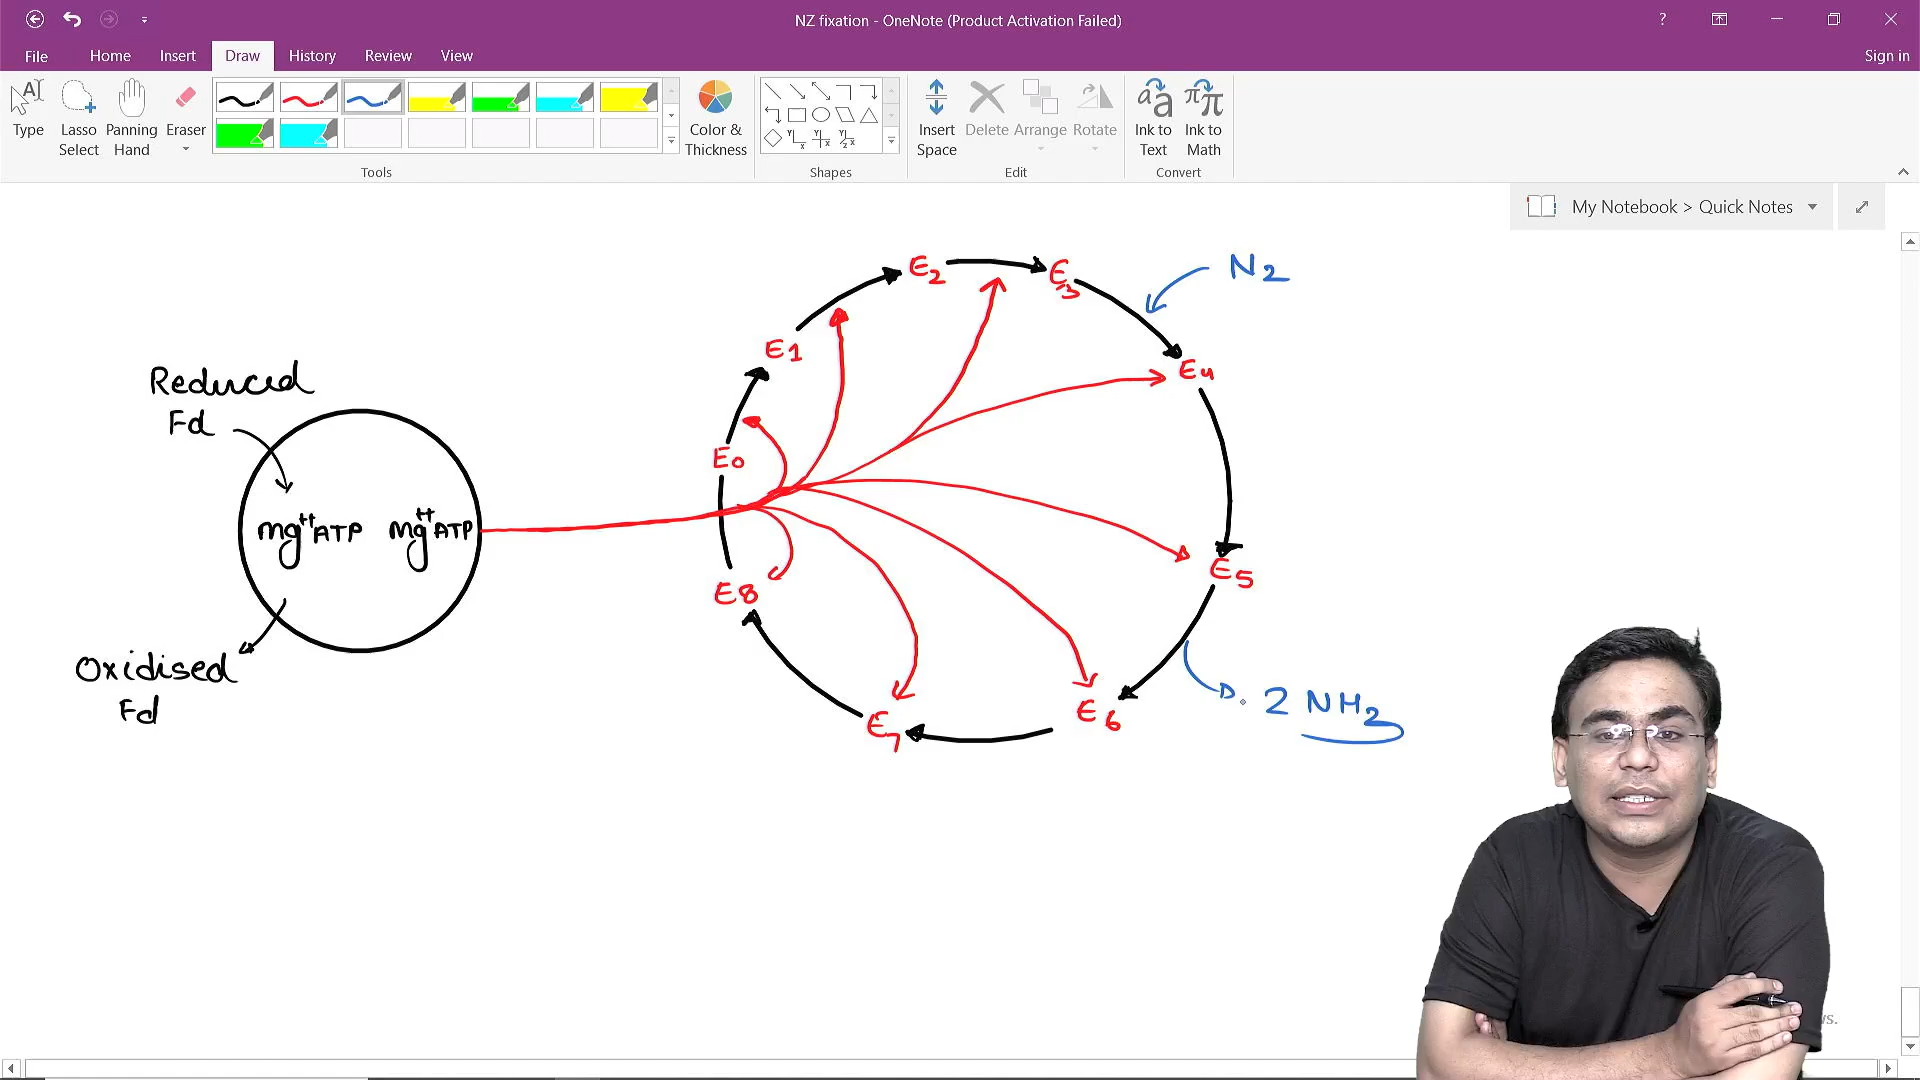 NZ fixation - OneNote (Product Activation Failed)
?
File Home Insert Draw History Review View
Sign in
Type
Lasso
Select
Panning
Hand
Eraser
Color &
Thickness
Insert
Space
Delete
Arrange
Rotate
Ink to
Text
Ink to
Math
Tools
Shapes
Edit
Convert
My Notebook > Quick Notes
E2
E3
N2
E1
E4
Reduced
Fd
E0
Mg++ATP Mg++ATP
E5
E8
Oxidised
Fd
E6
2 NH3
E7